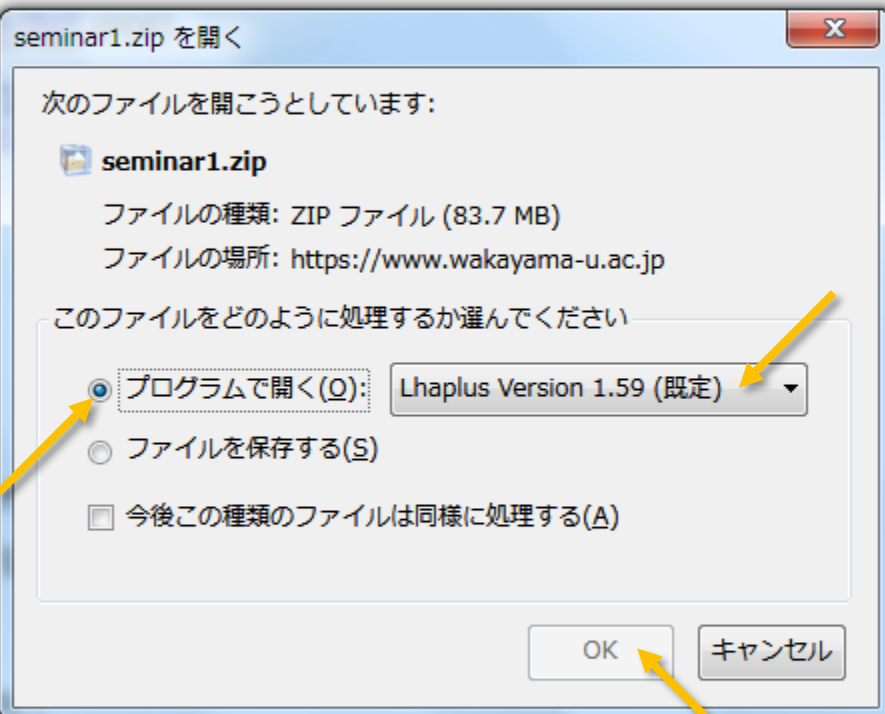 seminar1.zip を開く
次のファイルを開こうとしています:
seminar1.zip
ファイルの種類: ZIP ファイル (83.7 MB)
ファイルの場所: https://www.wakayama-u.ac.jp
このファイルをどのように処理するか選んでください
プログラムで開く(O): Lhaplus Version 1.59 (既定)
ファイルを保存する(S)
今後この種類のファイルは同様に処理する(A)
OK キャンセル